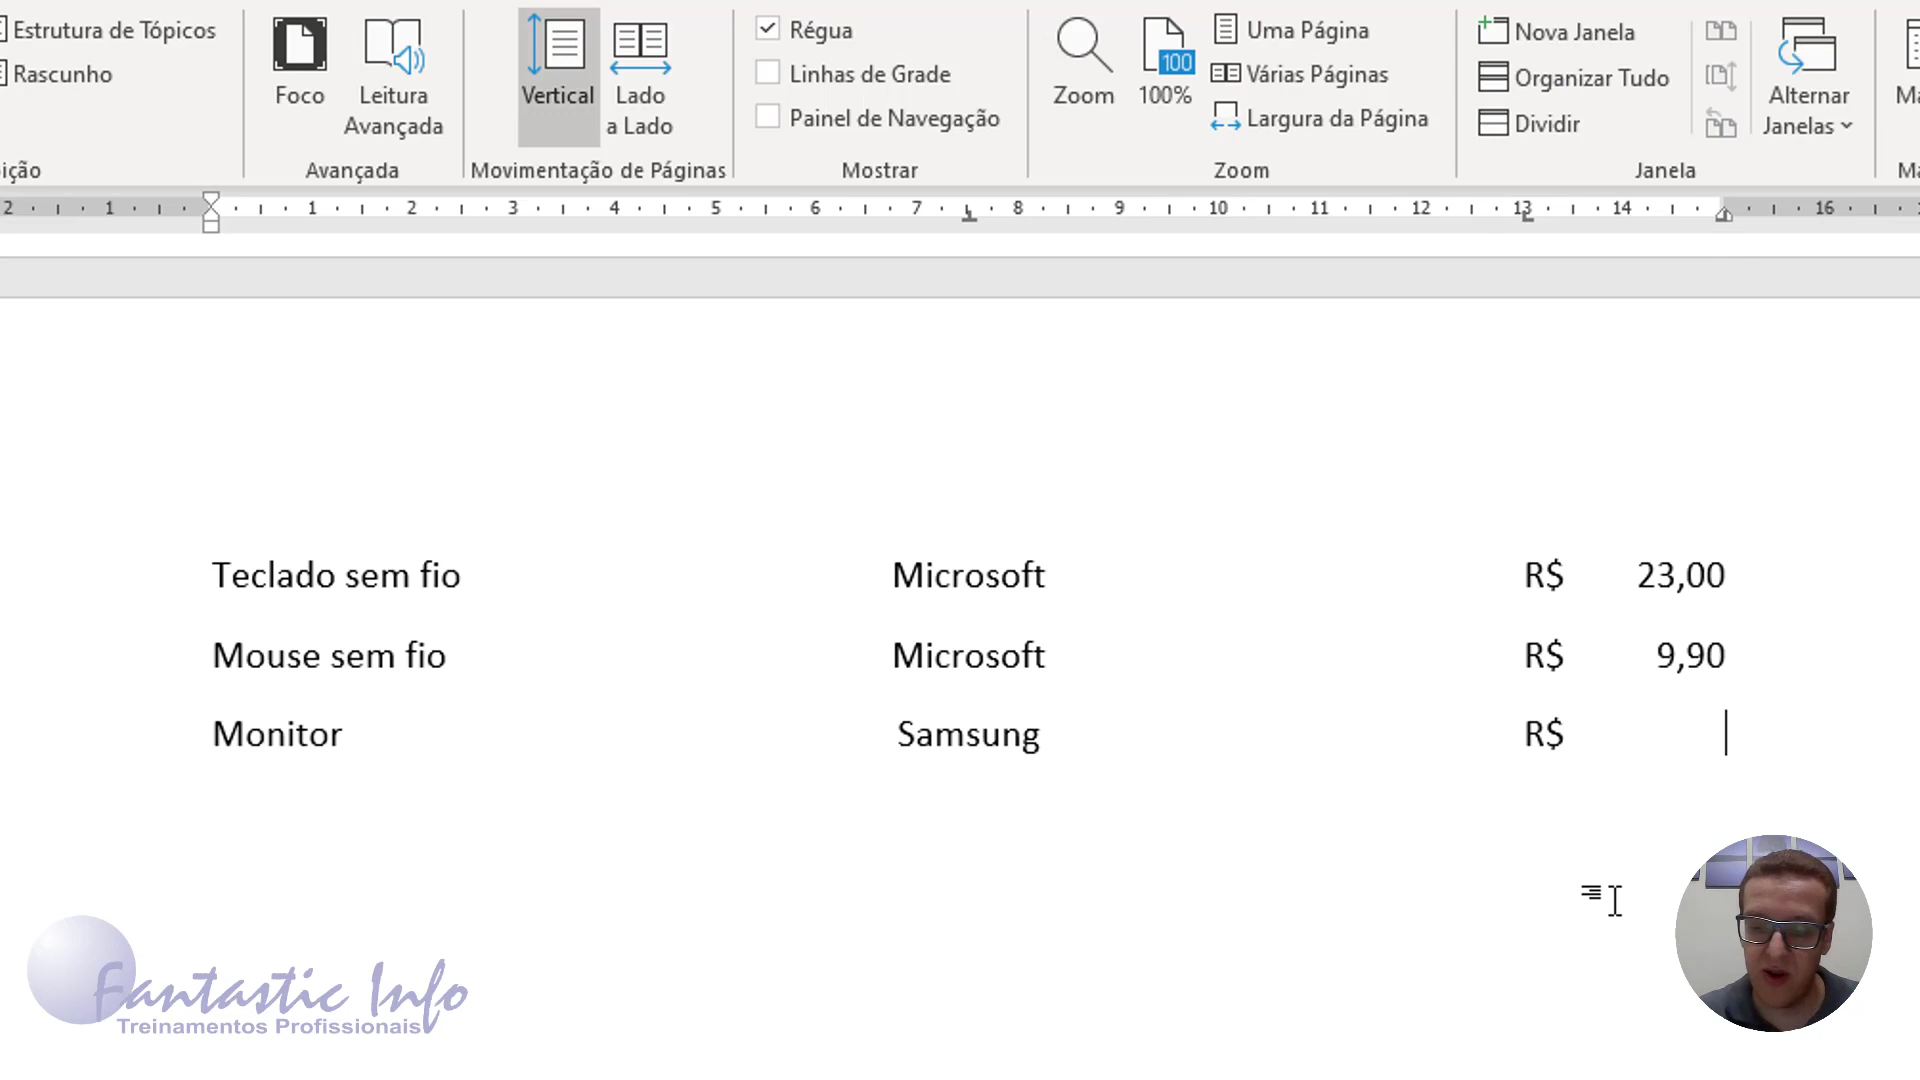 Estrutura de Tópicos
Rascunho
Foco
Leitura
Avançada
Avançada
Vertical
Lado
a Lado
Movimentação de Páginas
Régua
Linhas de Grade
Painel de Navegação
Mostrar
Zoom
100
100%
Uma Página
Várias Páginas
Largura da Página
Zoom
Nova Janela
Organizar Tudo
Dividir
Alternar
Janelas
Janela
2 1 1 2 3 4 5 6 7 8 9 10 11 12 13 14 16
Teclado sem fio Microsoft R$ 23,00
Mouse sem fio Microsoft R$ 9,90
Monitor Samsung R$
Fantastic Info
Treinamentos Profissionais